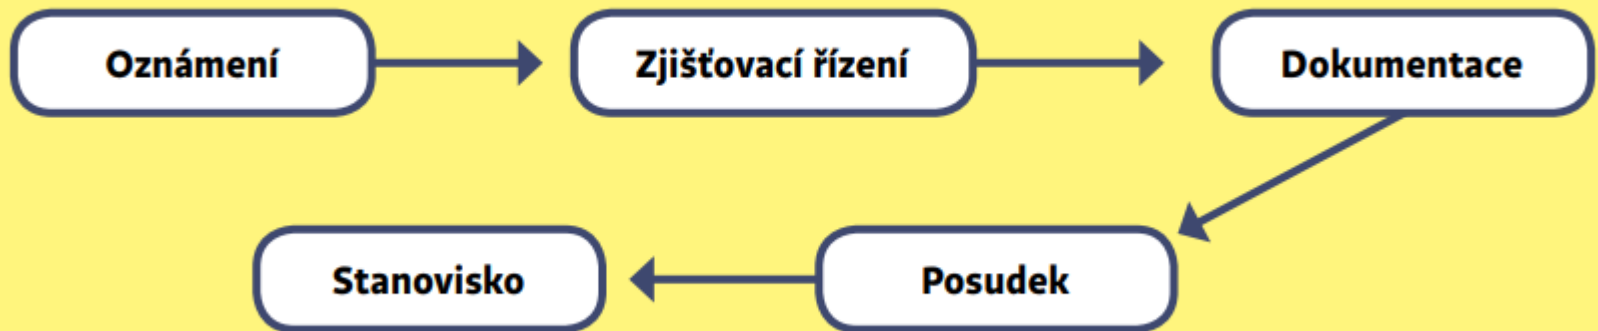 Oznámení
Zjišťovací řízení
Dokumentace
Posudek
Stanovisko